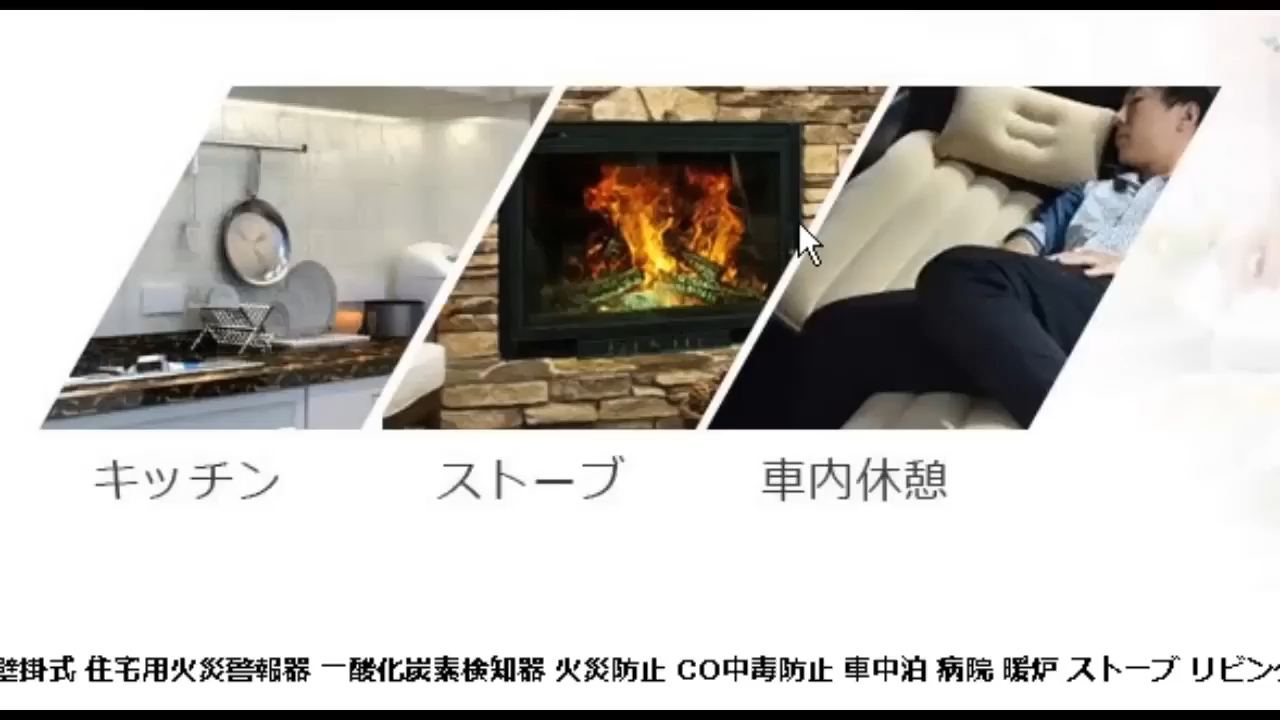 キッチン ストーブ 車内休憩
壁掛式 住宅用火災警報器 一酸化炭素検知器 火災防止 CO中毒防止 車中泊 病院 暖炉 ストーブ リビング